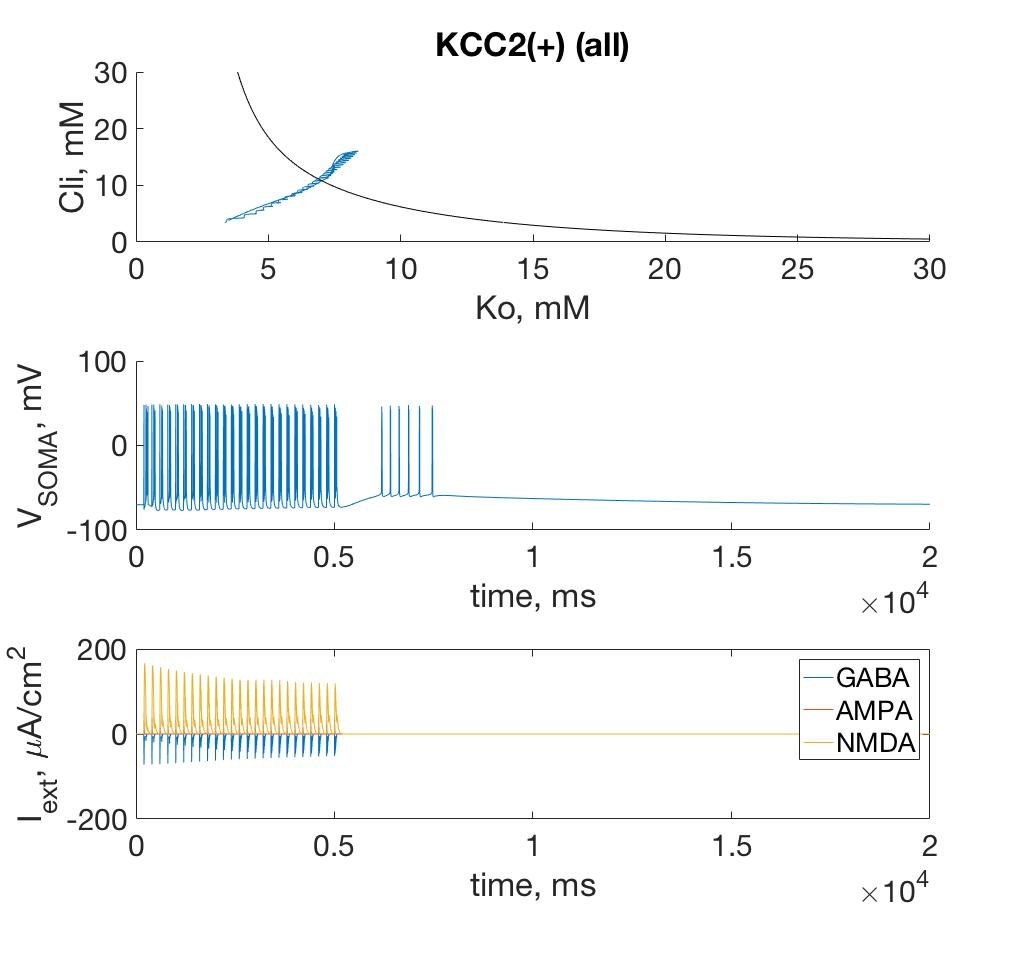 KCC2(+) (all)
30
20
10
0
Cli, mM
0 5 10 15 20 25 30
Ko, mM
100
0
-100
V_SOMA, mV
0 0.5 1 1.5 2
time, ms
×10^4
200
0
-200
I_ext, μA/cm^2
GABA
AMPA
NMDA
0 0.5 1 1.5 2
time, ms
×10^4